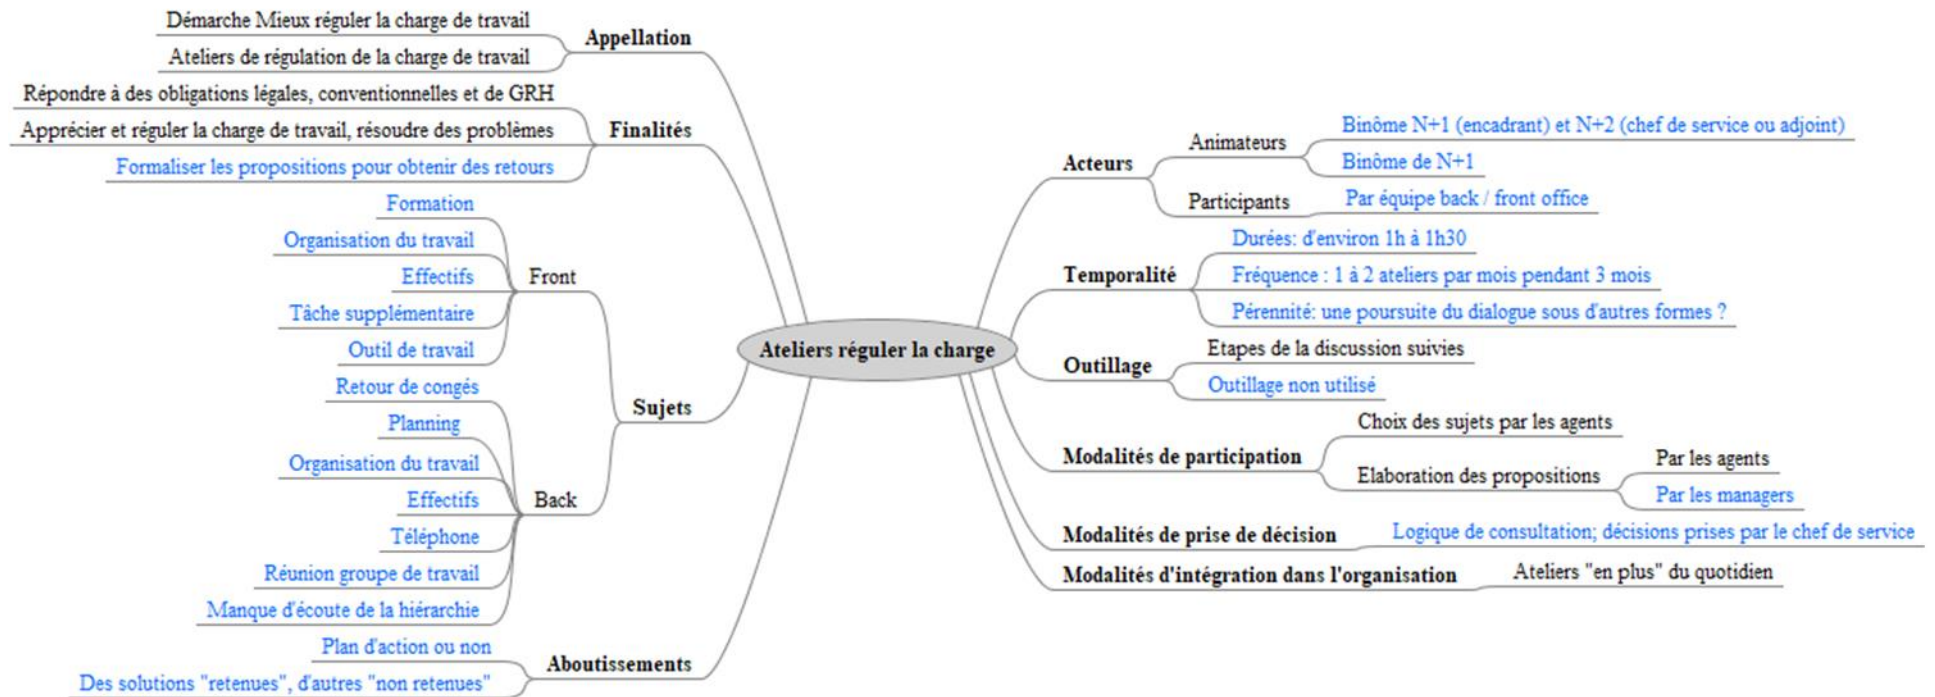 Démarche Mieux réguler la charge de travail
Ateliers de régulation de la charge de travail
Appellation
Répondre à des obligations légales, conventionnelles et de GRH
Apprécier et réguler la charge de travail, résoudre des problèmes
Formaliser les propositions pour obtenir des retours
Finalités
Formation
Organisation du travail
Effectifs
Tâche supplémentaire
Outil de travail
Front
Retour de congés
Planning
Organisation du travail
Effectifs
Téléphone
Réunion groupe de travail
Manque d'écoute de la hiérarchie
Back
Sujets
Plan d'action ou non
Des solutions "retenues", d'autres "non retenues"
Aboutissements
Ateliers réguler la charge
Acteurs
Animateurs
Binôme N+1 (encadrant) et N+2 (chef de service ou adjoint)
Binôme de N+1
Participants
Par équipe back / front office
Temporalité
Durées: d'environ 1h à 1h30
Fréquence : 1 à 2 ateliers par mois pendant 3 mois
Pérennité: une poursuite du dialogue sous d'autres formes ?
Outillage
Etapes de la discussion suivies
Outillage non utilisé
Modalités de participation
Choix des sujets par les agents
Elaboration des propositions
Par les agents
Par les managers
Modalités de prise de décision
Logique de consultation; décisions prises par le chef de service
Modalités d'intégration dans l'organisation
Ateliers "en plus" du quotidien